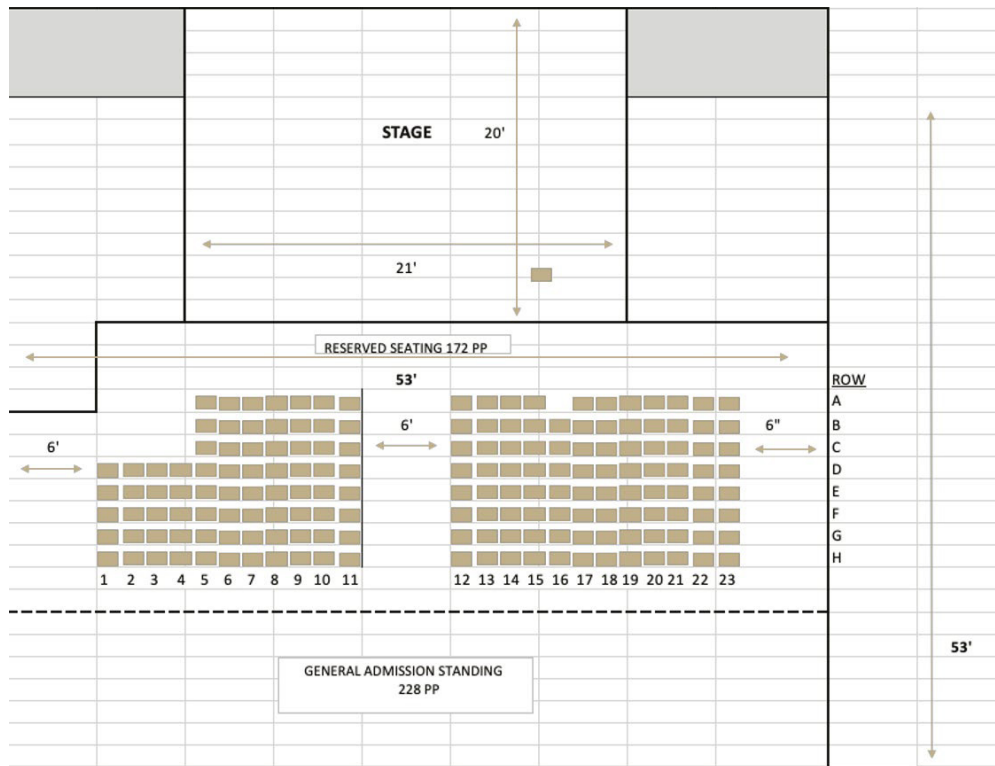 STAGE 20'
21'
RESERVED SEATING 172 PP
53'
ROW
A
6' 6"
B
C
6'
D
E
F
G
H
1 2 3 4 5 6 7 8 9 10 11 12 13 14 15 16 17 18 19 20 21 22 23
53'
GENERAL ADMISSION STANDING
228 PP